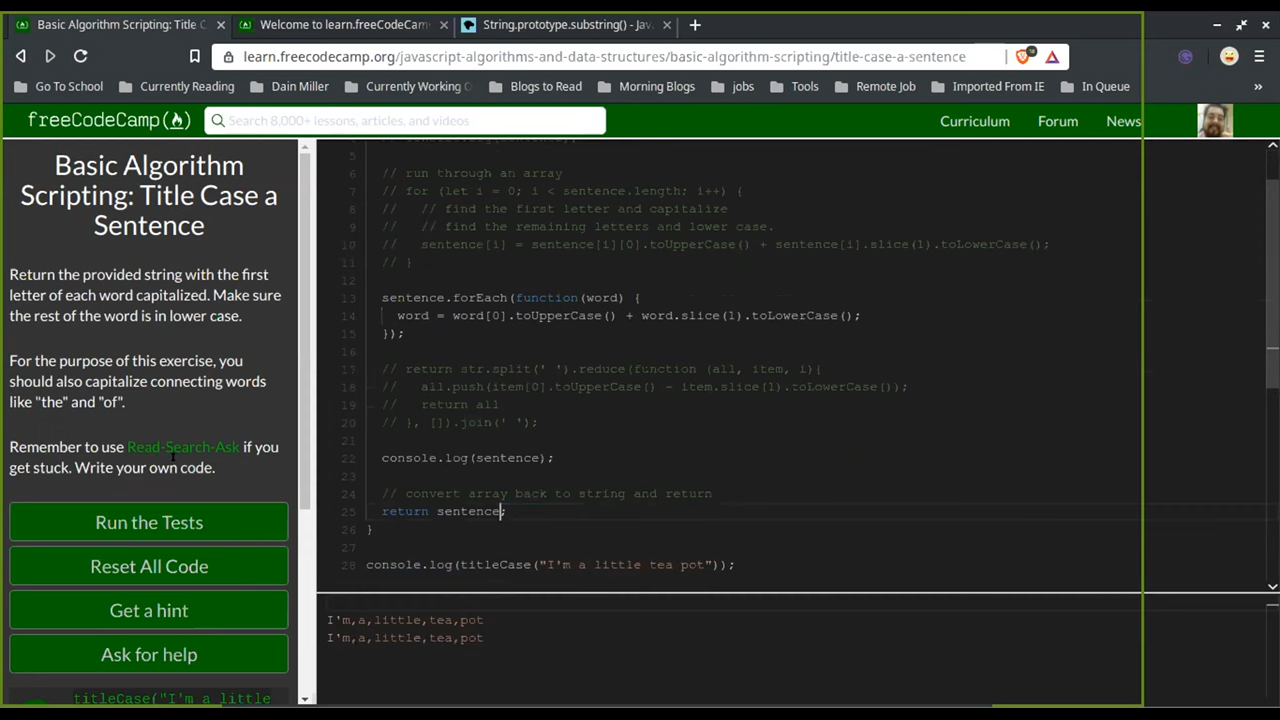 Basic Algorithm Scripting: Title C
Welcome to learn.freeCodeCam
String.prototype.substring() - Jav
learn.freecodecamp.org/javascript-algorithms-and-data-structures/basic-algorithm-scripting/title-case-a-sentence
Go To School
Currently Reading
Dain Miller
Currently Working O
Blogs to Read
Morning Blogs
jobs
Tools
Remote Job
Imported From IE
In Queue
freeCodeCamp
Search 8,000+ lessons, articles, and videos
Curriculum
Forum
News
Basic Algorithm
Scripting: Title Case a
Sentence
Return the provided string with the first
letter of each word capitalized. Make sure
the rest of the word is in lower case.
For the purpose of this exercise, you
should also capitalize connecting words
like "the" and "of".
Remember to use Read-Search-Ask if you
get stuck. Write your own code.
Run the Tests
Reset All Code
Get a hint
Ask for help
titleCase("I'm a little
5
6 // run through an array
7 // for (let i = 0; i < sentence.length; i++) {
8 // // find the first letter and capitalize
9 // // find the remaining letters and lower case.
10 // sentence[i] = sentence[i][0].toUpperCase() + sentence[i].slice(1).toLowerCase();
11 // }
12
13 sentence.forEach(function(word) {
14 word = word[0].toUpperCase() + word.slice(1).toLowerCase();
15 });
16
17 // return str.split(' ').reduce(function (all, item, i){
18 // all.push(item[0].toUpperCase() - item.slice(1).toLowerCase());
19 // return all
20 // }, []).join(' ');
21
22 console.log(sentence);
23
24 // convert array back to string and return
25 return sentence;
26 }
27
28 console.log(titleCase("I'm a little tea pot"));
I'm,a,little,tea,pot
I'm,a,little,tea,pot